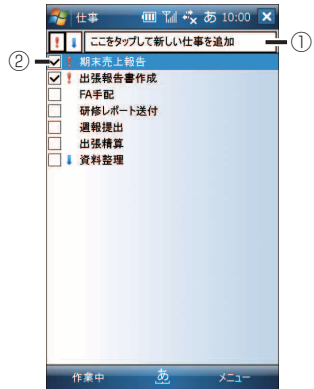 仕事 あ 10:00
! ここをタップして新しい仕事を追加 ①
② ! 期末売上報告
! 出張報告書作成
FA手配
研修レポート送付
週報提出
出張精算
資料整理
作業中 あ メニュー